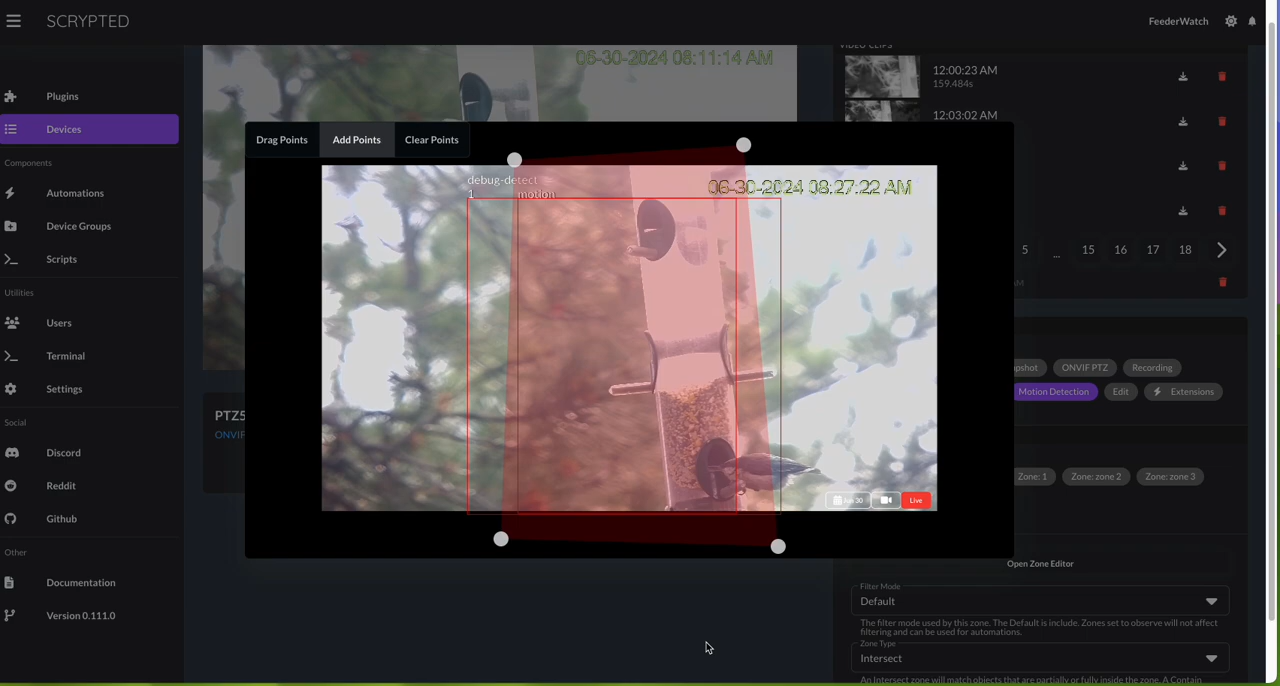 SCRYPTED
FeederWatch
Plugins
Devices
Components
Automations
Device Groups
Scripts
Utilities
Users
Terminal
Settings
Social
Discord
Reddit
Github
Other
Documentation
Version 0.111.0
06-30-2024 08:11:14 AM
PTZ5
ONVIF
Drag Points
Add Points
Clear Points
debug-detect
1
motion
06-30-2024 08:27:22 AM
Jun 30
Live
VIDEO CLIPS
12:00:23 AM
159.484s
12:03:02 AM
5 ... 15 16 17 18
pshot ONVIF PTZ Recording
Motion Detection Edit Extensions
Zone: 1 Zone: zone 2 Zone: zone 3
Open Zone Editor
Filter Mode
Default
The filter mode used by this zone. The Default is include. Zones set to observe will not affect
filtering and can be used for automations.
Zone Type
Intersect
An Intersect zone will match objects that are partially or fully inside the zone. A Contain